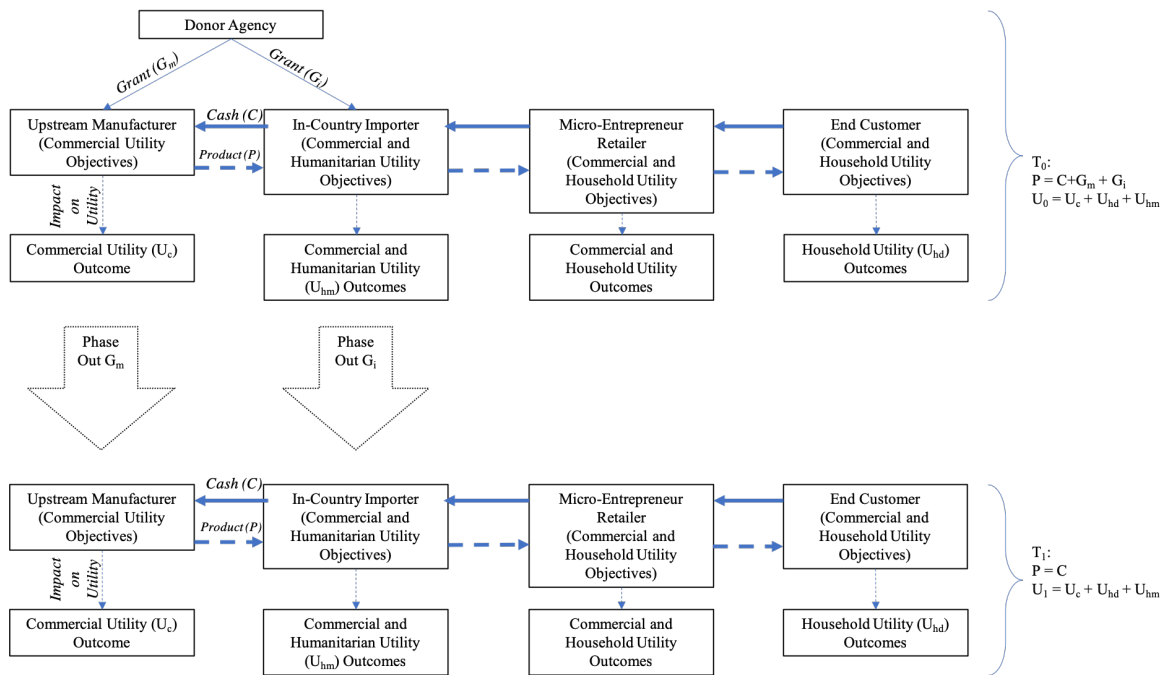 Donor Agency
Grant (Gm)
Grant (Gi)
Cash (C)
Product (P)
Upstream Manufacturer
(Commercial Utility
Objectives)
In-Country Importer
(Commercial and
Humanitarian Utility
Objectives)
Micro-Entrepreneur
Retailer
(Commercial and
Household Utility
Objectives)
End Customer
(Commercial and
Household Utility
Objectives)
T0:
P = C+Gm + Gi
U0 = Uc + Uhd + Uhm
Impact
on
Utility
Commercial Utility (Uc)
Outcome
Commercial and
Humanitarian Utility
(Uhm) Outcomes
Commercial and
Household Utility
Outcomes
Household Utility (Uhd)
Outcomes
Phase
Out Gm
Phase
Out Gi
Cash (C)
Product (P)
Upstream Manufacturer
(Commercial Utility
Objectives)
In-Country Importer
(Commercial and
Humanitarian Utility
Objectives)
Micro-Entrepreneur
Retailer
(Commercial and
Household Utility
Objectives)
End Customer
(Commercial and
Household Utility
Objectives)
T1:
P = C
U1 = Uc + Uhd + Uhm
Impact
on
Utility
Commercial Utility (Uc)
Outcome
Commercial and
Humanitarian Utility
(Uhm) Outcomes
Commercial and
Household Utility
Outcomes
Household Utility (Uhd)
Outcomes